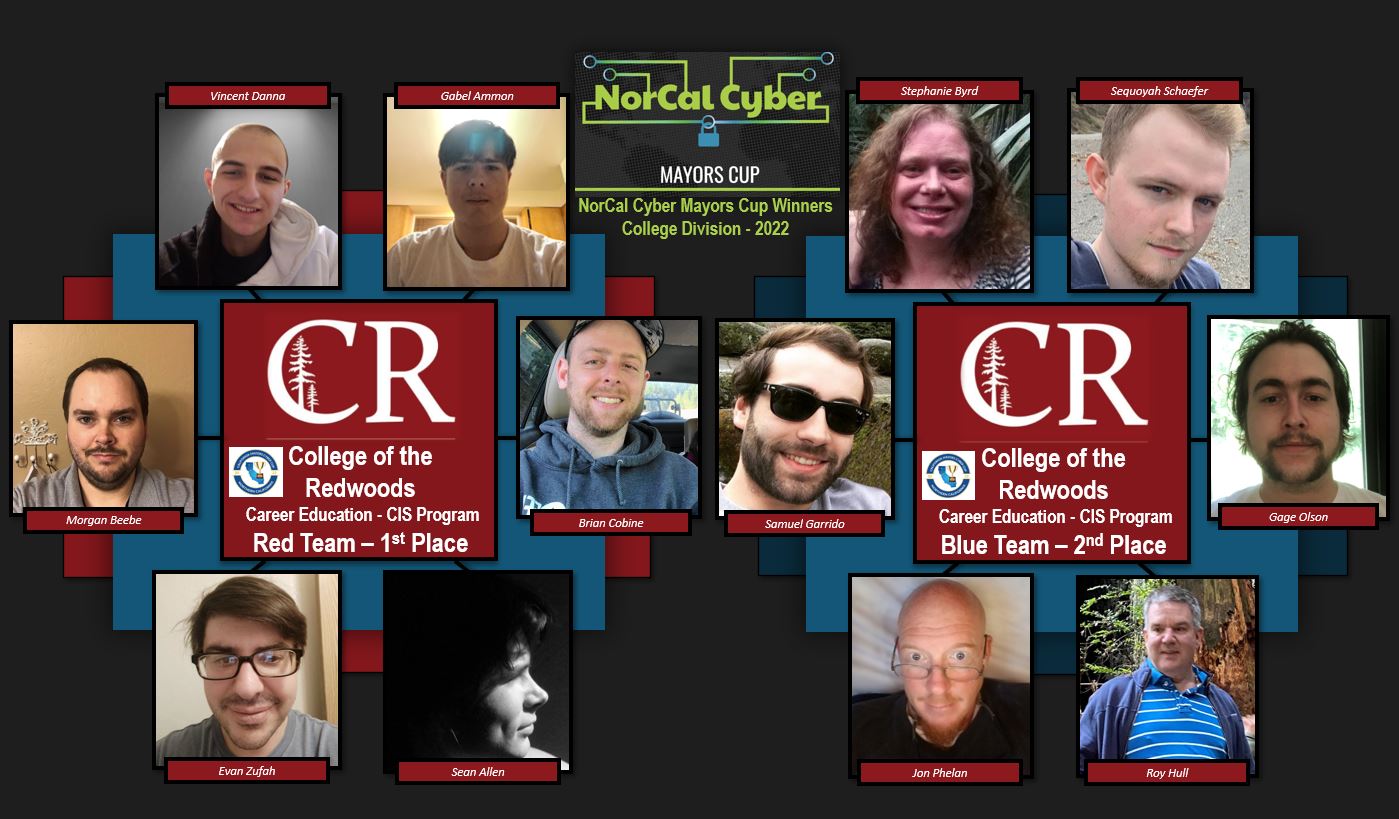 NorCal Cyber
MAYORS CUP
NorCal Cyber Mayors Cup Winners
College Division - 2022
Vincent Danna
Gabel Ammon
Morgan Beebe
CR
College of the
Redwoods
Career Education - CIS Program
Red Team – 1st Place
Brian Cobine
Evan Zufah
Sean Allen
Stephanie Byrd
Sequoyah Schaefer
Samuel Garrido
CR
College of the
Redwoods
Career Education - CIS Program
Blue Team – 2nd Place
Gage Olson
Jon Phelan
Roy Hull